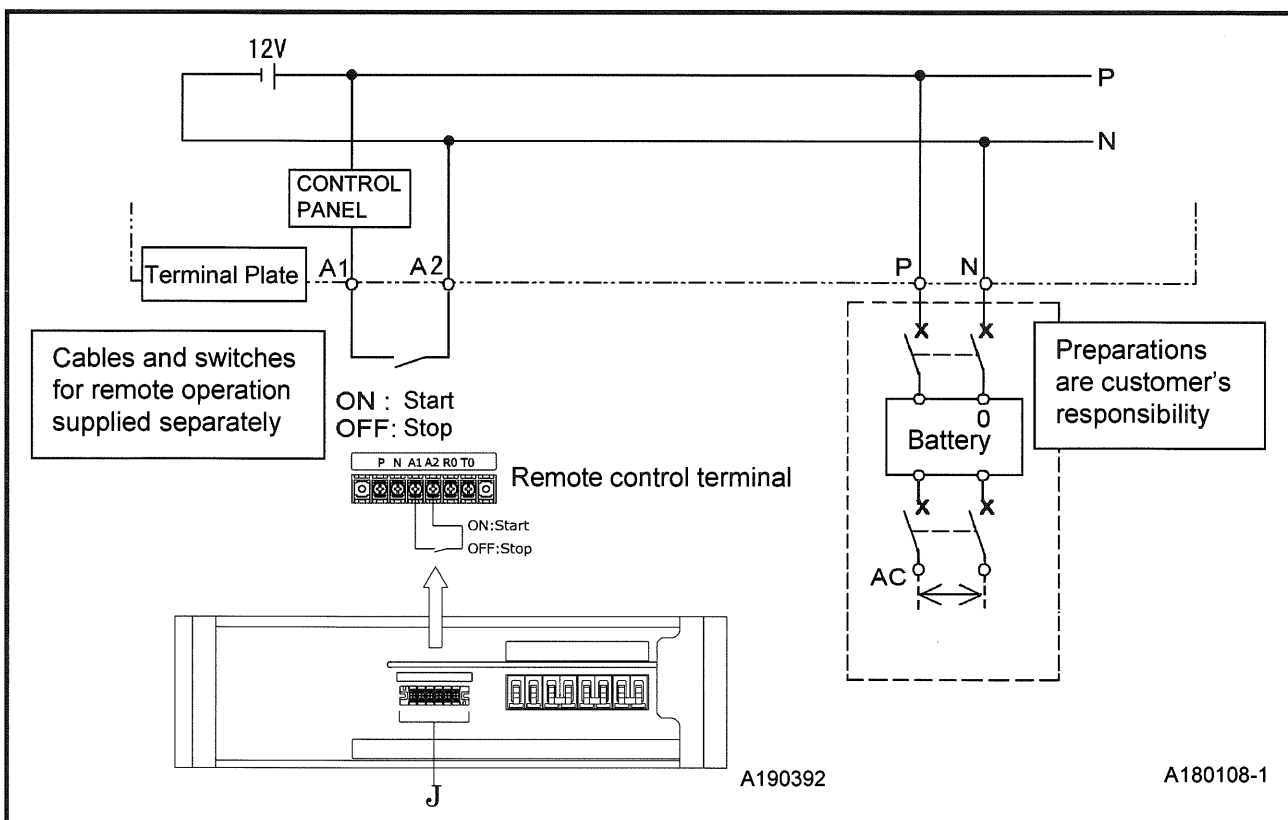 12V
P
N
CONTROL
PANEL
Terminal Plate
A1
A2
P
N
Cables and switches
for remote operation
supplied separately
ON : Start
OFF: Stop
Preparations
are customer's
responsibility
O
Battery
P N A1 A2 R0 T0
Remote control terminal
ON:Start
OFF:Stop
AC
J
A190392
A180108-1